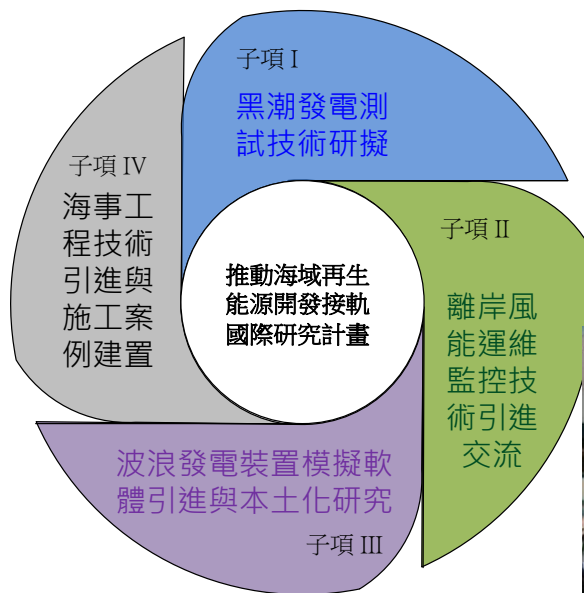 子項 I
黑潮發電測
試技術研擬
子項 II
離岸風
能運維
監控技
術引進
交流
波浪發電裝置模擬軟
體引進與本土化研究
子項 III
子項 IV
海事工
程技術
引進與
施工案
例建置
推動海域再生
能源開發接軌
國際研究計畫